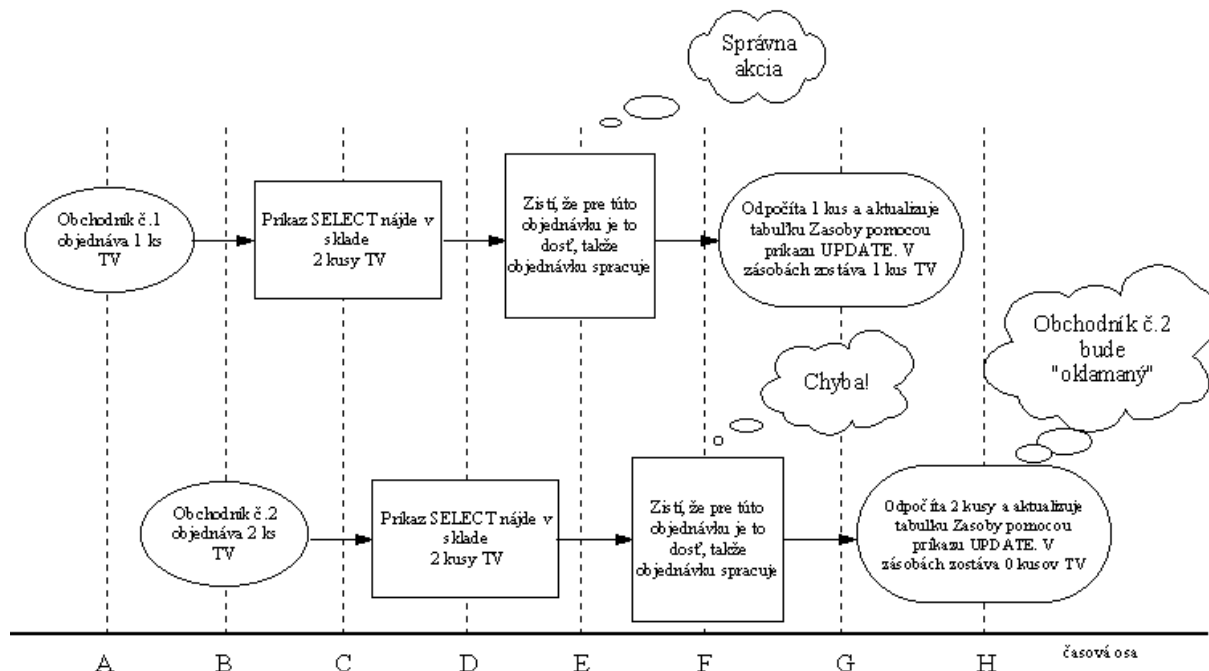 Správna
akcia
Obchodník č.1
objednáva 1 ks
TV
Príkaz SELECT nájde v
sklade
2 kusy TV
Zistí, že pre túto
objednávku je to
dosť, takže
objednávku spracuje
Odpočíta 1 kus a aktualizuje
tabuľku Zasoby pomocou
príkazu UPDATE. V
zásobách zostáva 1 kus TV
Obchodník č.2
bude
"oklamaný"
Chyba!
Obchodník č.2
objednáva 2 ks
TV
Príkaz SELECT nájde v
sklade
2 kusy TV
Zistí, že pre túto
objednávku je to
dosť, takže
objednávku spracuje
Odpočíta 2 kusy a aktualizuje
tabulku Zasoby pomocou
príkazu UPDATE. V
zásobách zostáva 0 kusov TV
A B C D E F G H časová osa